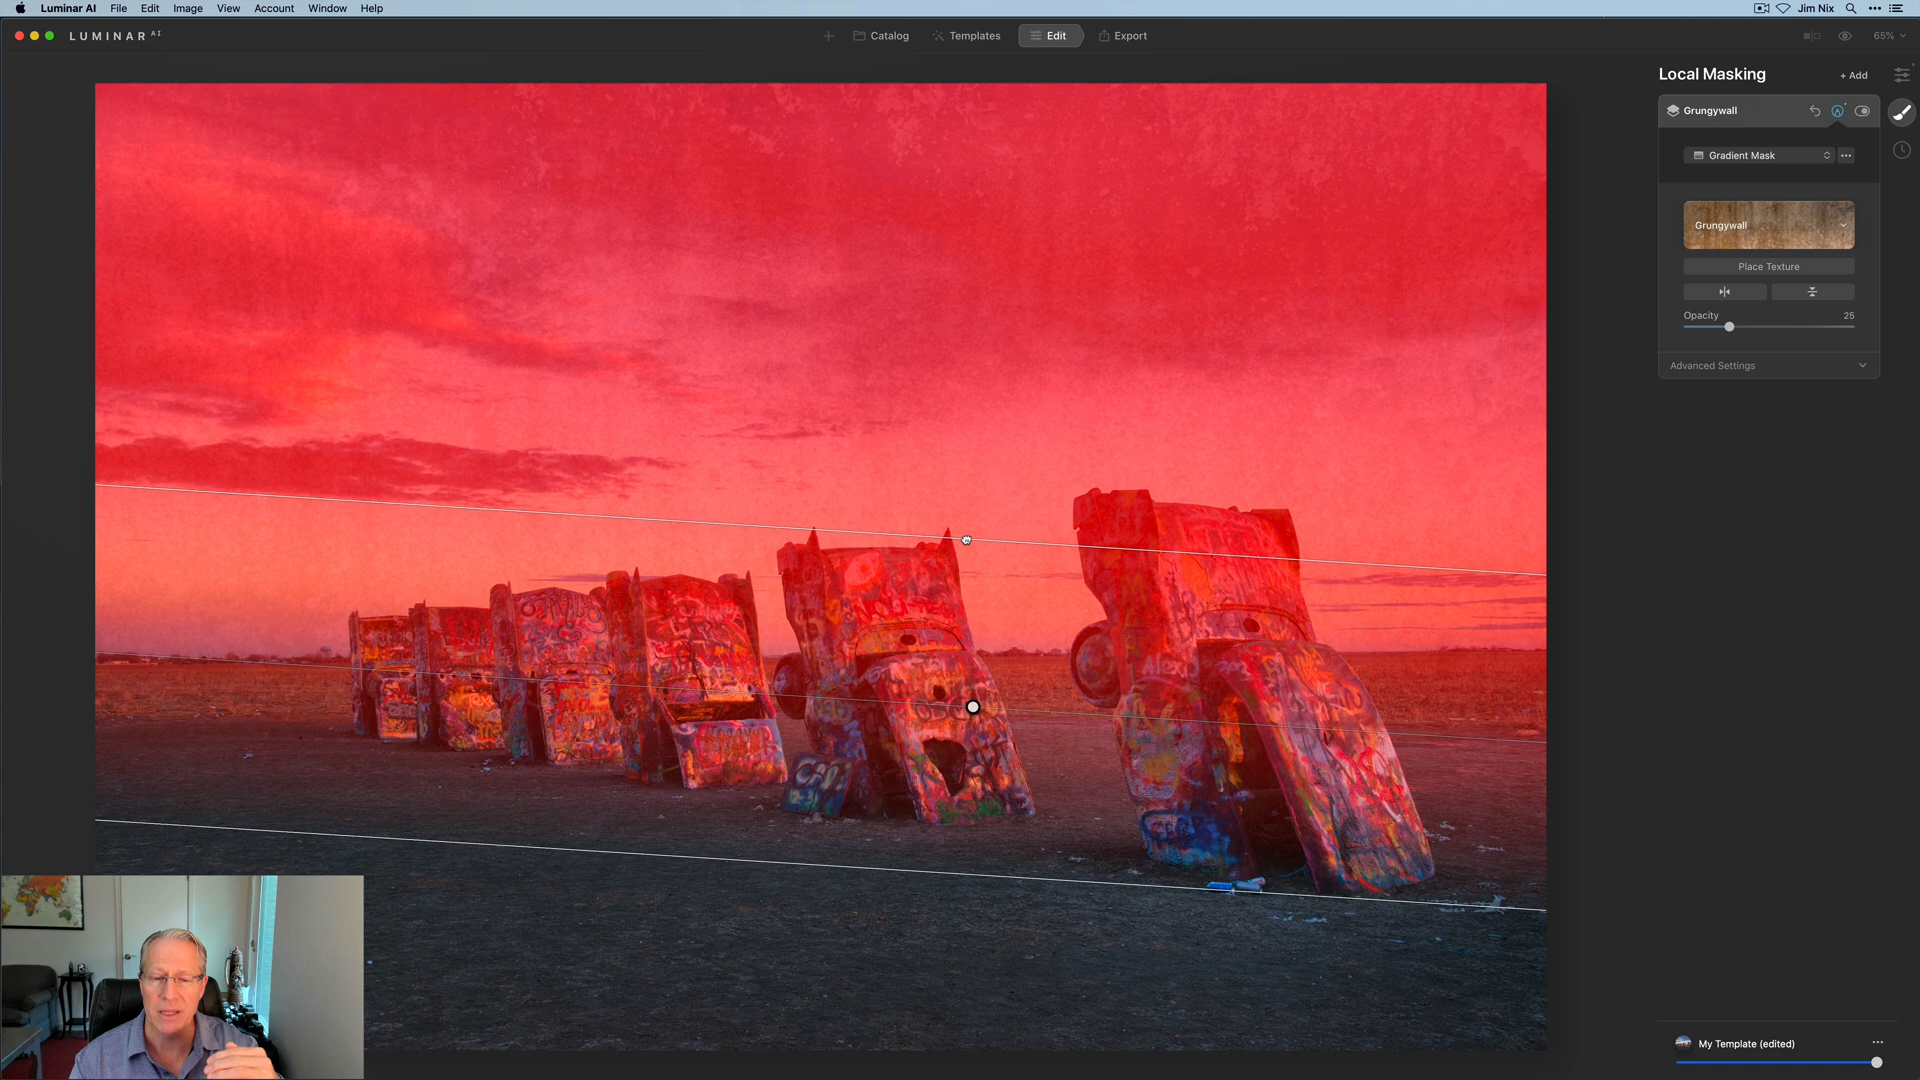 Luminar AI File Edit Image View Account Window Help Jim Nix
LUMINAR AI Catalog Templates Edit Export 65%
Local Masking + Add
Grungywall
Gradient Mask
Grungywall
Place Texture
Opacity 25
Advanced Settings
My Template (edited)